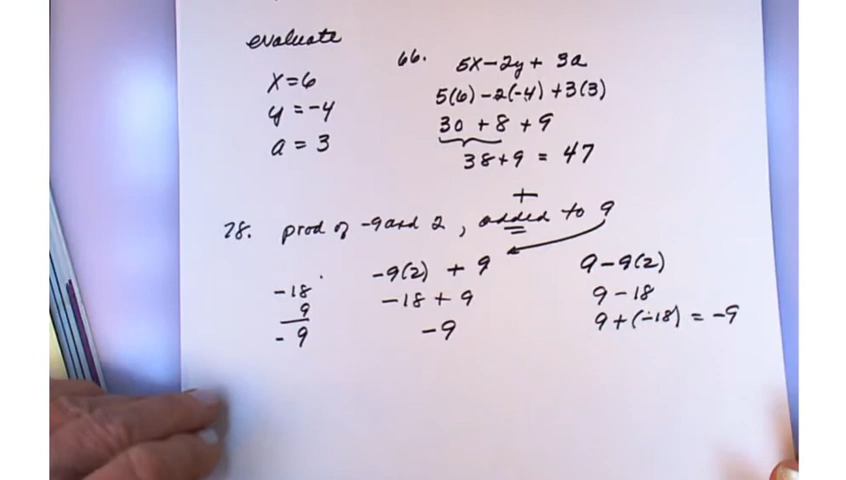 evaluate
x=6
y=-4
a=3
66. 5x-2y+3a
5(6)-2(-4)+3(3)
30+8+9
38+9=47
+
78. prod of -9 and 2, added to 9
-18
9
-9
-9(2)+9
-18+9
-9
9-9(2)
9-18
9+(-18)=-9